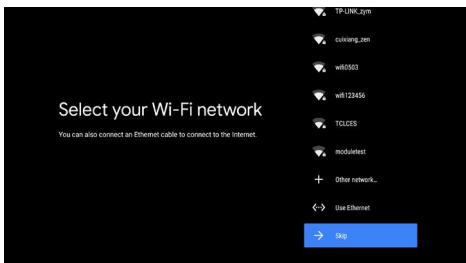 Select your Wi-Fi network
You can also connect an Ethernet cable to connect to the Internet.
TP-LINK_zym
cuixiang_zen
wifi0503
wifi123456
TCLCES
moduletest
Other network...
Use Ethernet
Skip